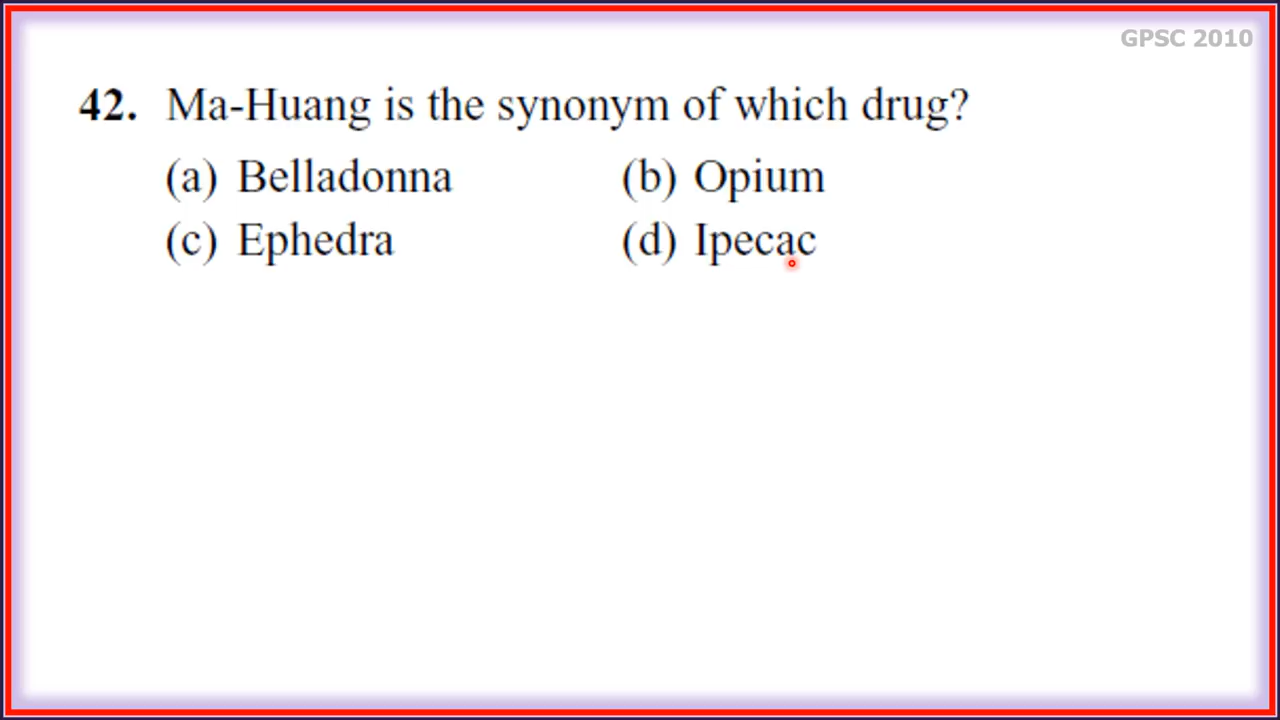 GPSC 2010
42. Ma-Huang is the synonym of which drug?
(a) Belladonna (b) Opium
(c) Ephedra (d) Ipecac